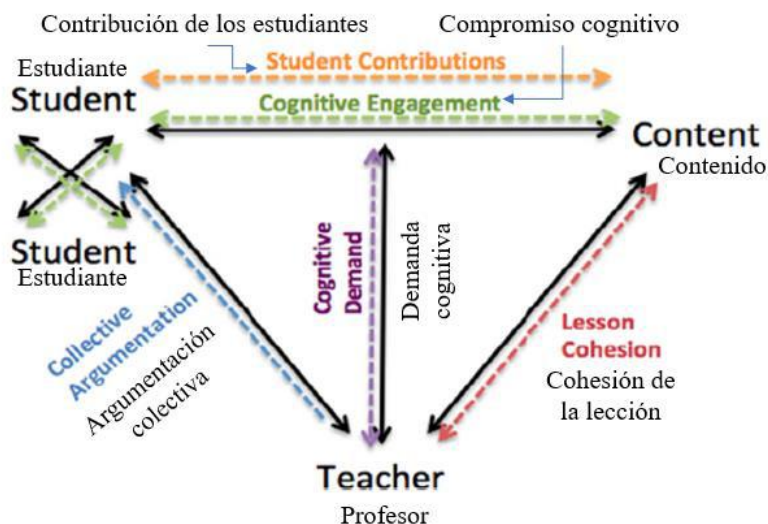 Contribución de los estudiantes
Compromiso cognitivo
Estudiante
Student
Student Contributions
Cognitive Engagement
Content
Contenido
Student
Estudiante
Collective
Argumentation
Argumentación
colectiva
Cognitive
Demand
Demanda
cognitiva
Lesson
Cohesion
Cohesión de
la lección
Teacher
Profesor